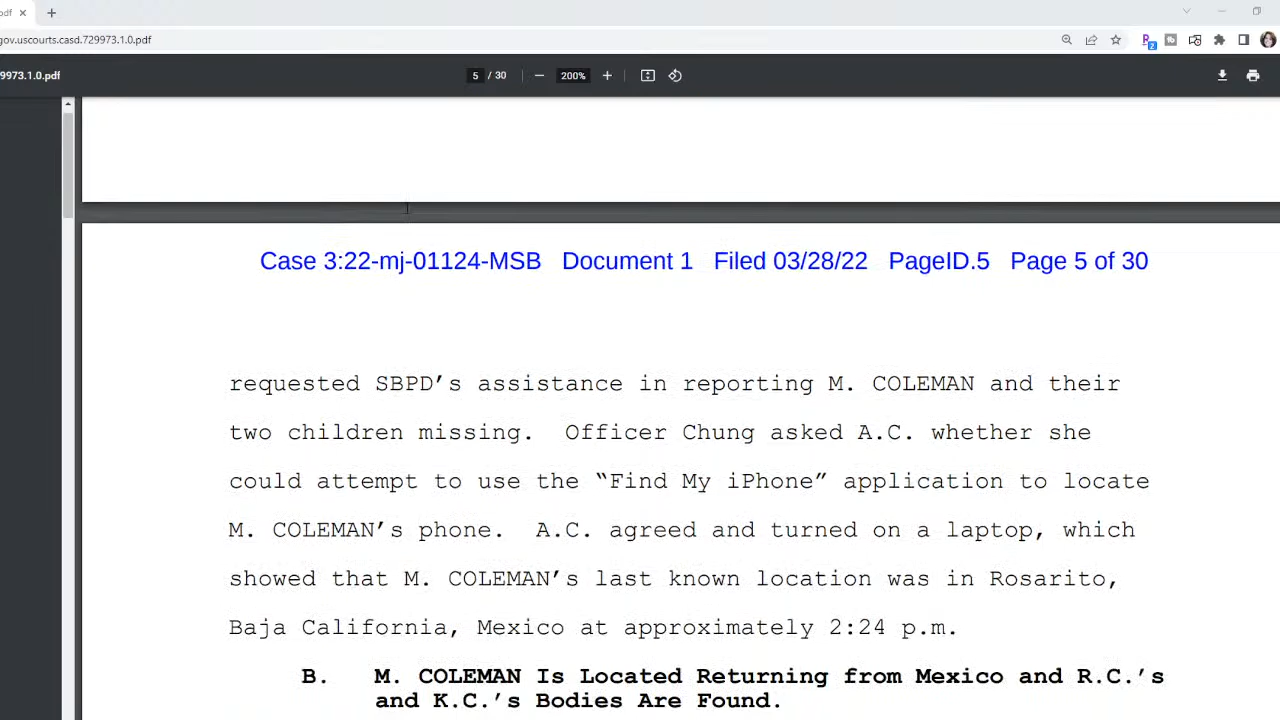 pdf
gov.uscourts.casd.729973.1.0.pdf
973.1.0.pdf 5 / 30 200%
Case 3:22-mj-01124-MSB Document 1 Filed 03/28/22 PageID.5 Page 5 of 30
requested SBPD’s assistance in reporting M. COLEMAN and their
two children missing. Officer Chung asked A.C. whether she
could attempt to use the “Find My iPhone” application to locate
M. COLEMAN’s phone. A.C. agreed and turned on a laptop, which
showed that M. COLEMAN’s last known location was in Rosarito,
Baja California, Mexico at approximately 2:24 p.m.
B. M. COLEMAN Is Located Returning from Mexico and R.C.’s
and K.C.’s Bodies Are Found.